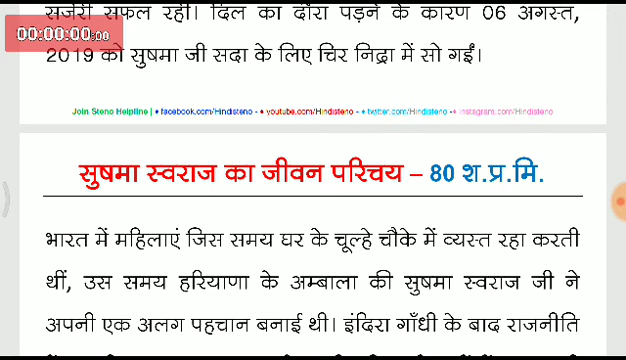 सर्जरी सफल रही। दिल का दौरा पड़ने के कारण 06 अगस्त,
00:00:00:00
2019 को सुषमा जी सदा के लिए चिर निद्रा में सो गईं।
Join Steno Helpline | ♦ facebook.com/Hindisteno - ♦ youtube.com/Hindisteno - ♦ twitter.com/Hindisteno -♦ instagram.com/Hindisteno
सुषमा स्वराज का जीवन परिचय – 80 श.प्र.मि.
भारत में महिलाएं जिस समय घर के चूल्हे चौके में व्यस्त रहा करती
थीं, उस समय हरियाणा के अम्बाला की सुषमा स्वराज जी ने
अपनी एक अलग पहचान बनाई थी। इंदिरा गाँधी के बाद राजनीति